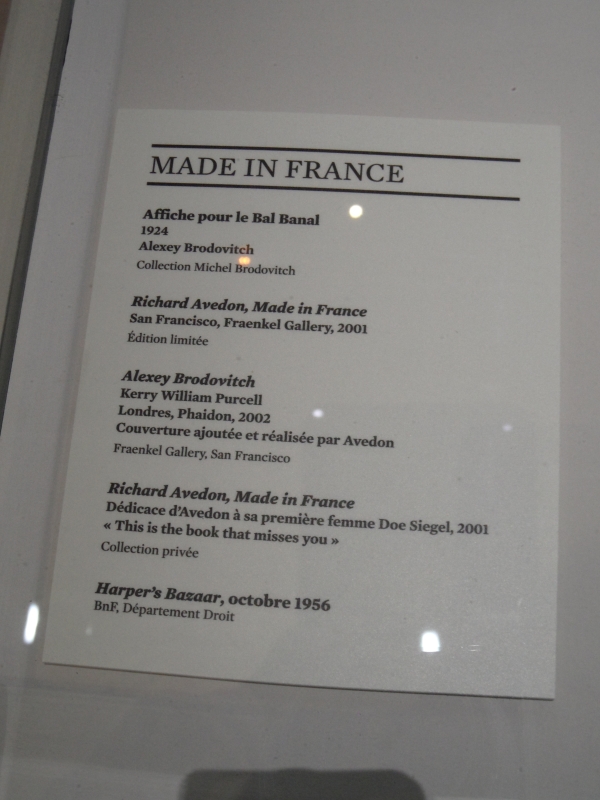 MADE IN FRANCE
Affiche pour le Bal Banal
1924
Alexey Brodovitch
Collection Michel Brodovitch
Richard Avedon, Made in France
San Francisco, Fraenkel Gallery, 2001
Édition limitée
Alexey Brodovitch
Kerry William Purcell
Londres, Phaidon, 2002
Couverture ajoutée et réalisée par Avedon
Fraenkel Gallery, San Francisco
Richard Avedon, Made in France
Dédicace d'Avedon à sa première femme Doe Siegel, 2001
« This is the book that misses you »
Collection privée
Harper's Bazaar, octobre 1956
BnF, Département Droit